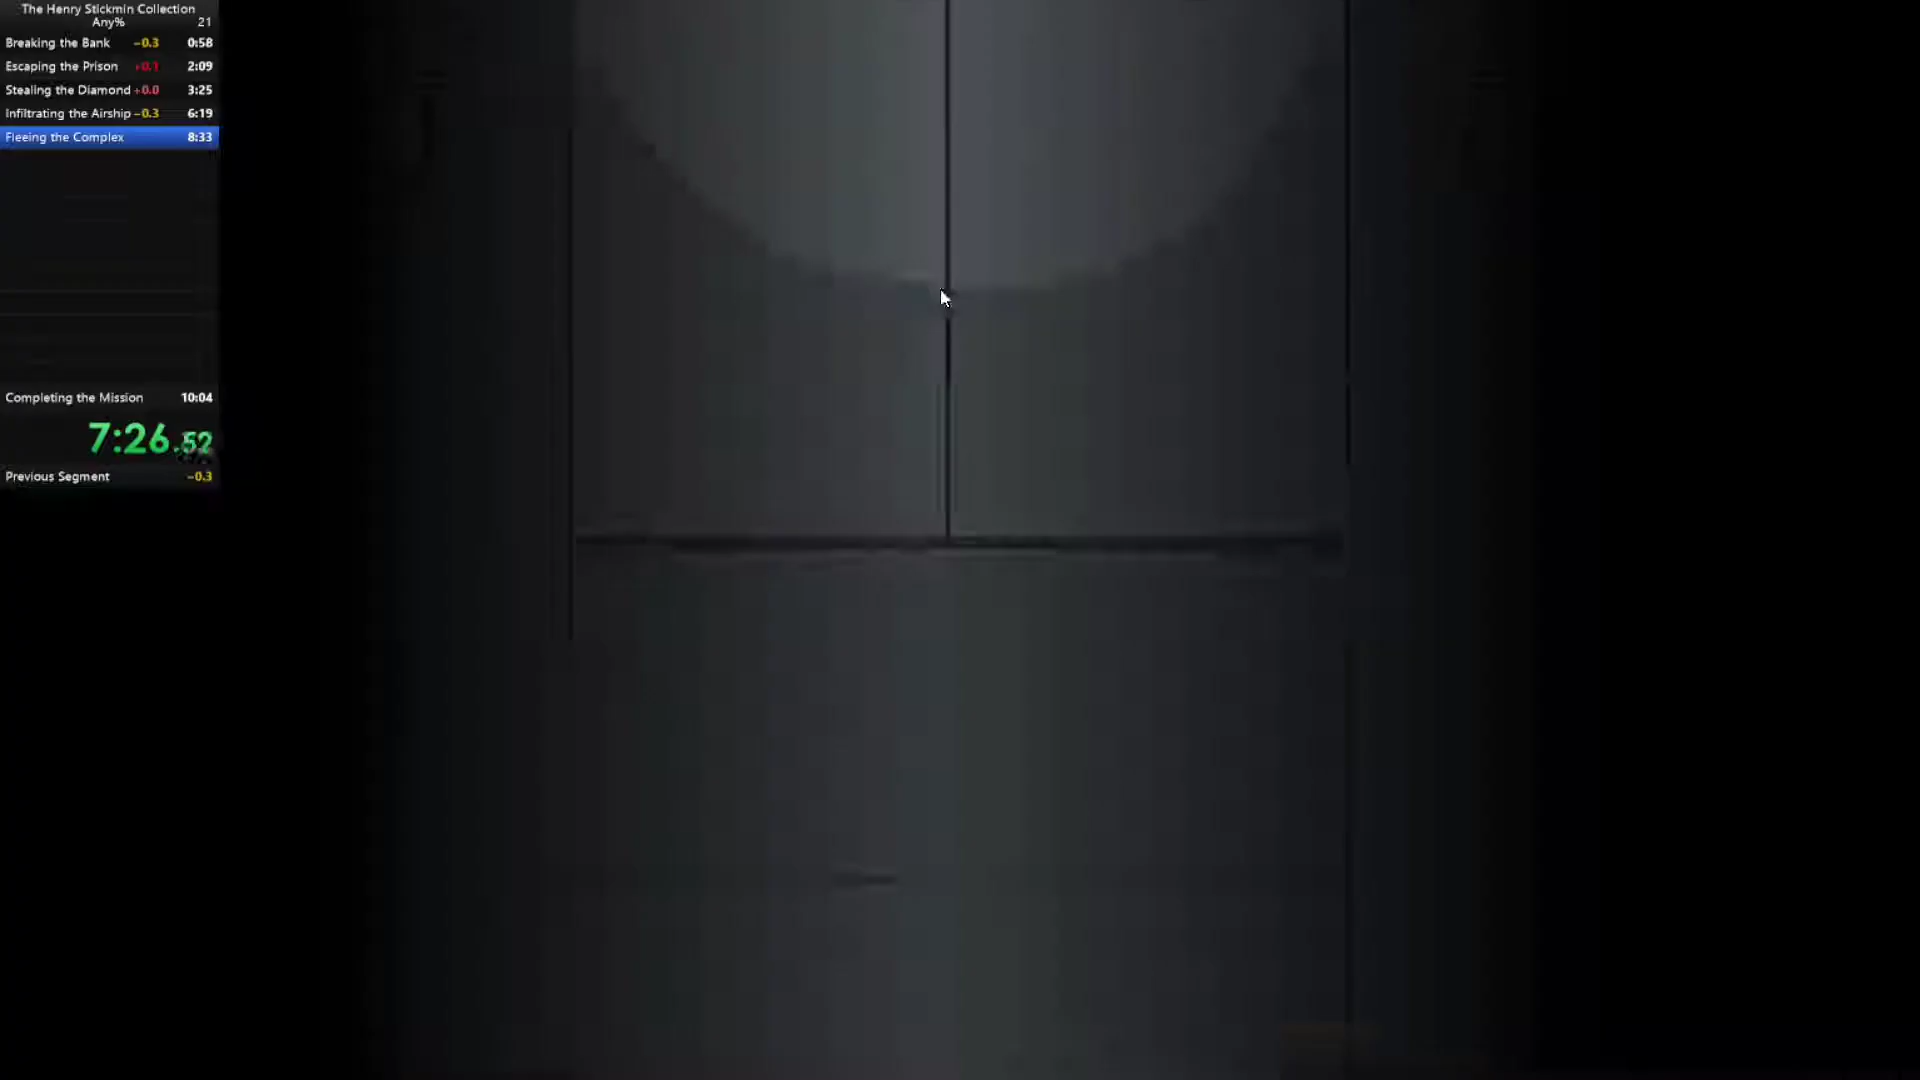 The Henry Stickmin Collection
Any% 21
Breaking the Bank −0.3 0:58
Escaping the Prison +0.1 2:09
Stealing the Diamond +0.0 3:25
Infiltrating the Airship −0.3 6:19
Fleeing the Complex 8:33
Completing the Mission 10:04
7:26.52
Previous Segment −0.3